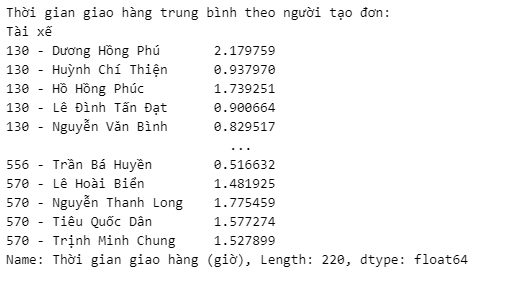 Thời gian giao hàng trung bình theo người tạo đơn:
Tài xế
130 - Dương Hồng Phú 2.179759
130 - Huỳnh Chí Thiện 0.937970
130 - Hồ Hồng Phúc 1.739251
130 - Lê Đình Tấn Đạt 0.900664
130 - Nguyễn Văn Bình 0.829517
...
556 - Trần Bá Huyền 0.516632
570 - Lê Hoài Biển 1.481925
570 - Nguyễn Thanh Long 1.775459
570 - Tiêu Quốc Dân 1.577274
570 - Trịnh Minh Chung 1.527899
Name: Thời gian giao hàng (giờ), Length: 220, dtype: float64